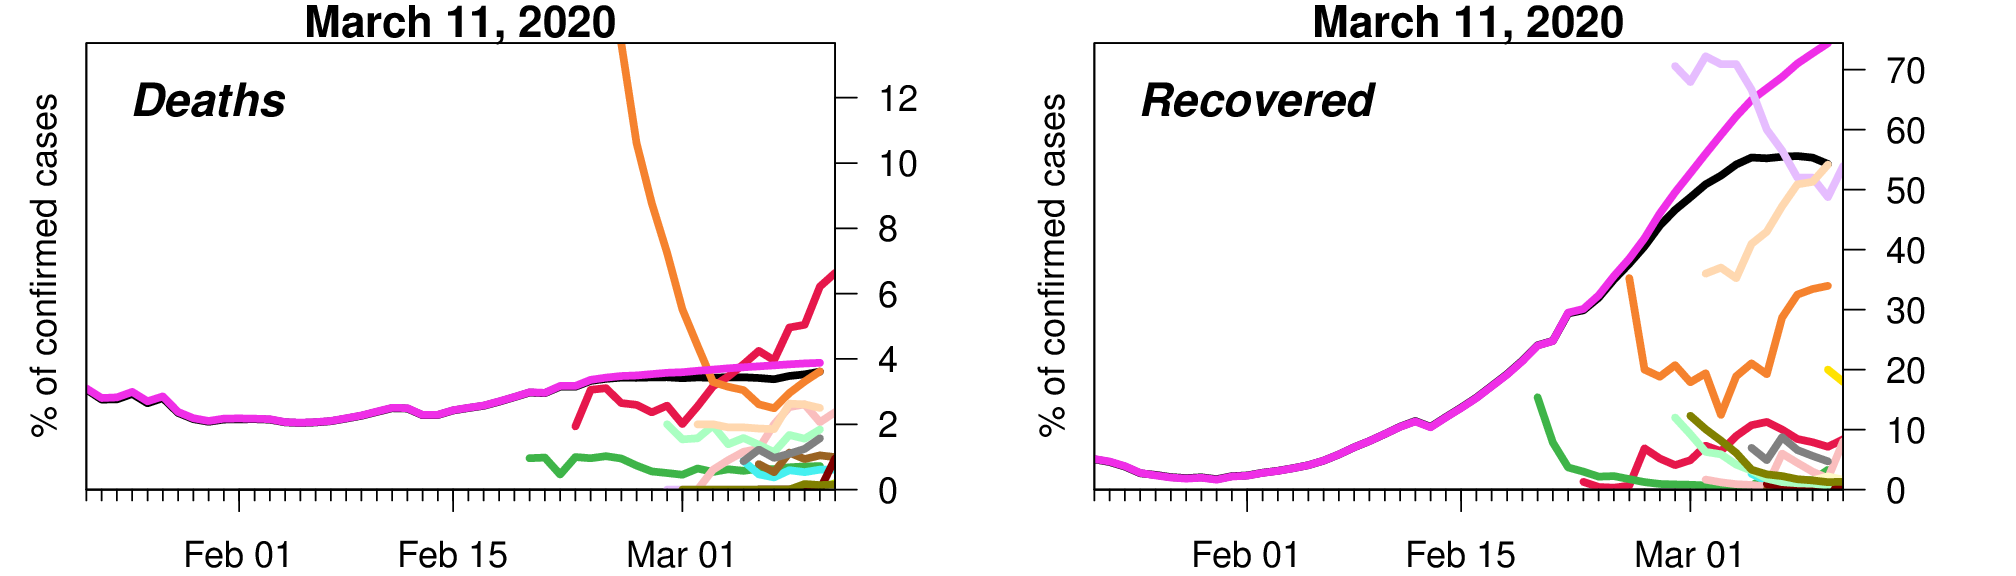 March 11, 2020
Deaths
% of confirmed cases
12
10
8
6
4
2
0
Feb 01
Feb 15
Mar 01
March 11, 2020
Recovered
% of confirmed cases
70
60
50
40
30
20
10
0
Feb 01
Feb 15
Mar 01